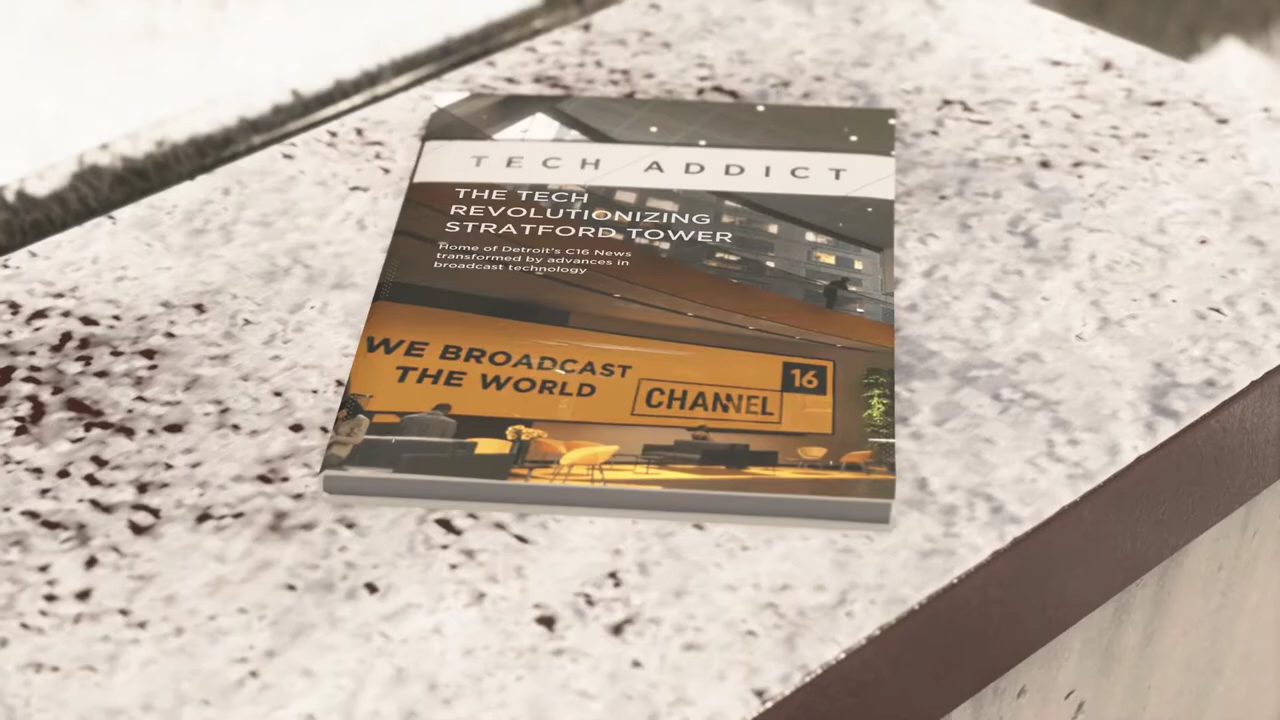 TECH ADDICT
THE TECH
REVOLUTIONIZING
STRATFORD TOWER
Home of Detroit's C16 News
transformed by advances in
broadcast technology
WE BROADCAST
THE WORLD
CHANNEL
16